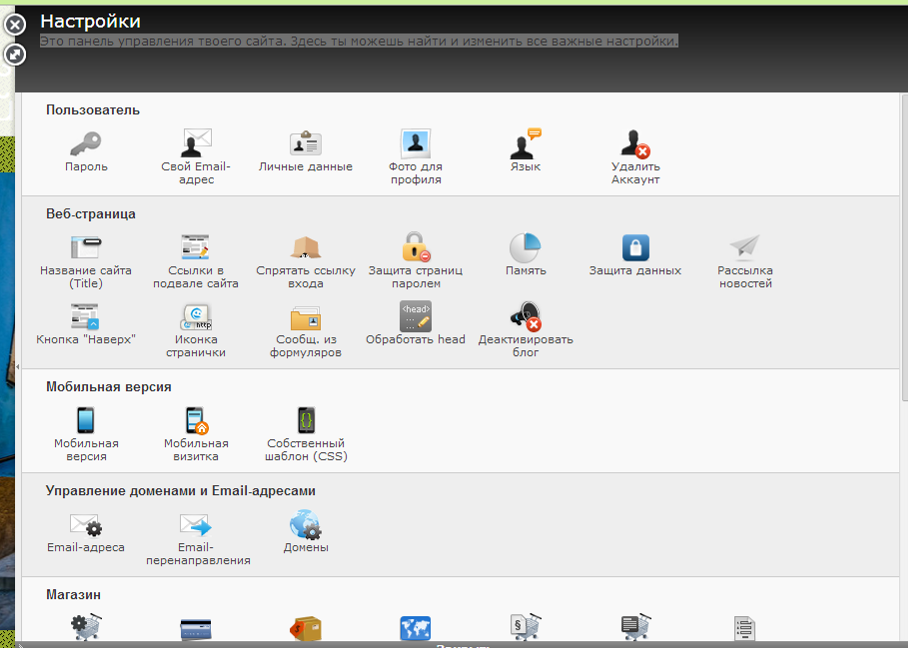 Настройки
Это панель управления твоего сайта. Здесь ты можешь найти и изменить все важные настройки.
Пользователь
Пароль
Свой Email-
адрес
Личные данные
Фото для
профиля
Язык
Удалить
Аккаунт
Веб-страница
Название сайта
(Title)
Ссылки в
подвале сайта
Спрятать ссылку
входа
Защита страниц
паролем
Память
Защита данных
Рассылка
новостей
Кнопка "Наверх"
http
Иконка
странички
Сообщ. из
формуляров
<head>
Обработать head
Деактивировать
блог
Мобильная версия
Мобильная
версия
Мобильная
визитка
{}
Собственный
шаблон (CSS)
Управление доменами и Email-адресами
Email-адреса
Email-
перенаправления
Домены
Магазин
§